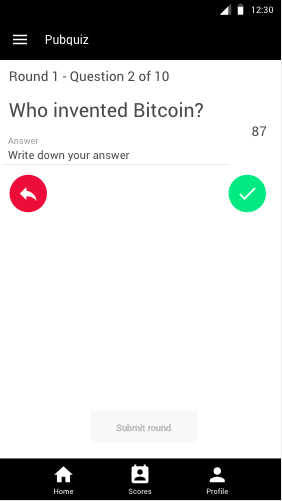 12:30
Pubquiz
Round 1 - Question 2 of 10
Who invented Bitcoin?
87
Answer
Write down your answer
Submit round
Home Scores Profile